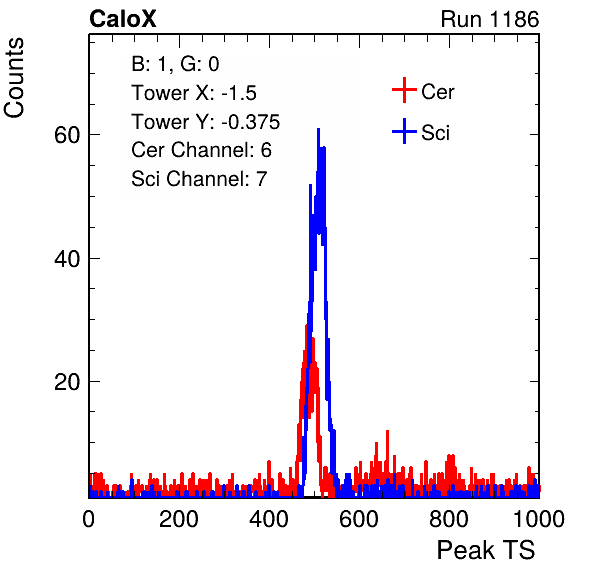 CaloX Run 1186
Counts
B: 1, G: 0
Tower X: -1.5
Tower Y: -0.375
Cer Channel: 6
Sci Channel: 7
Cer
Sci
60
40
20
0 200 400 600 800 1000
Peak TS